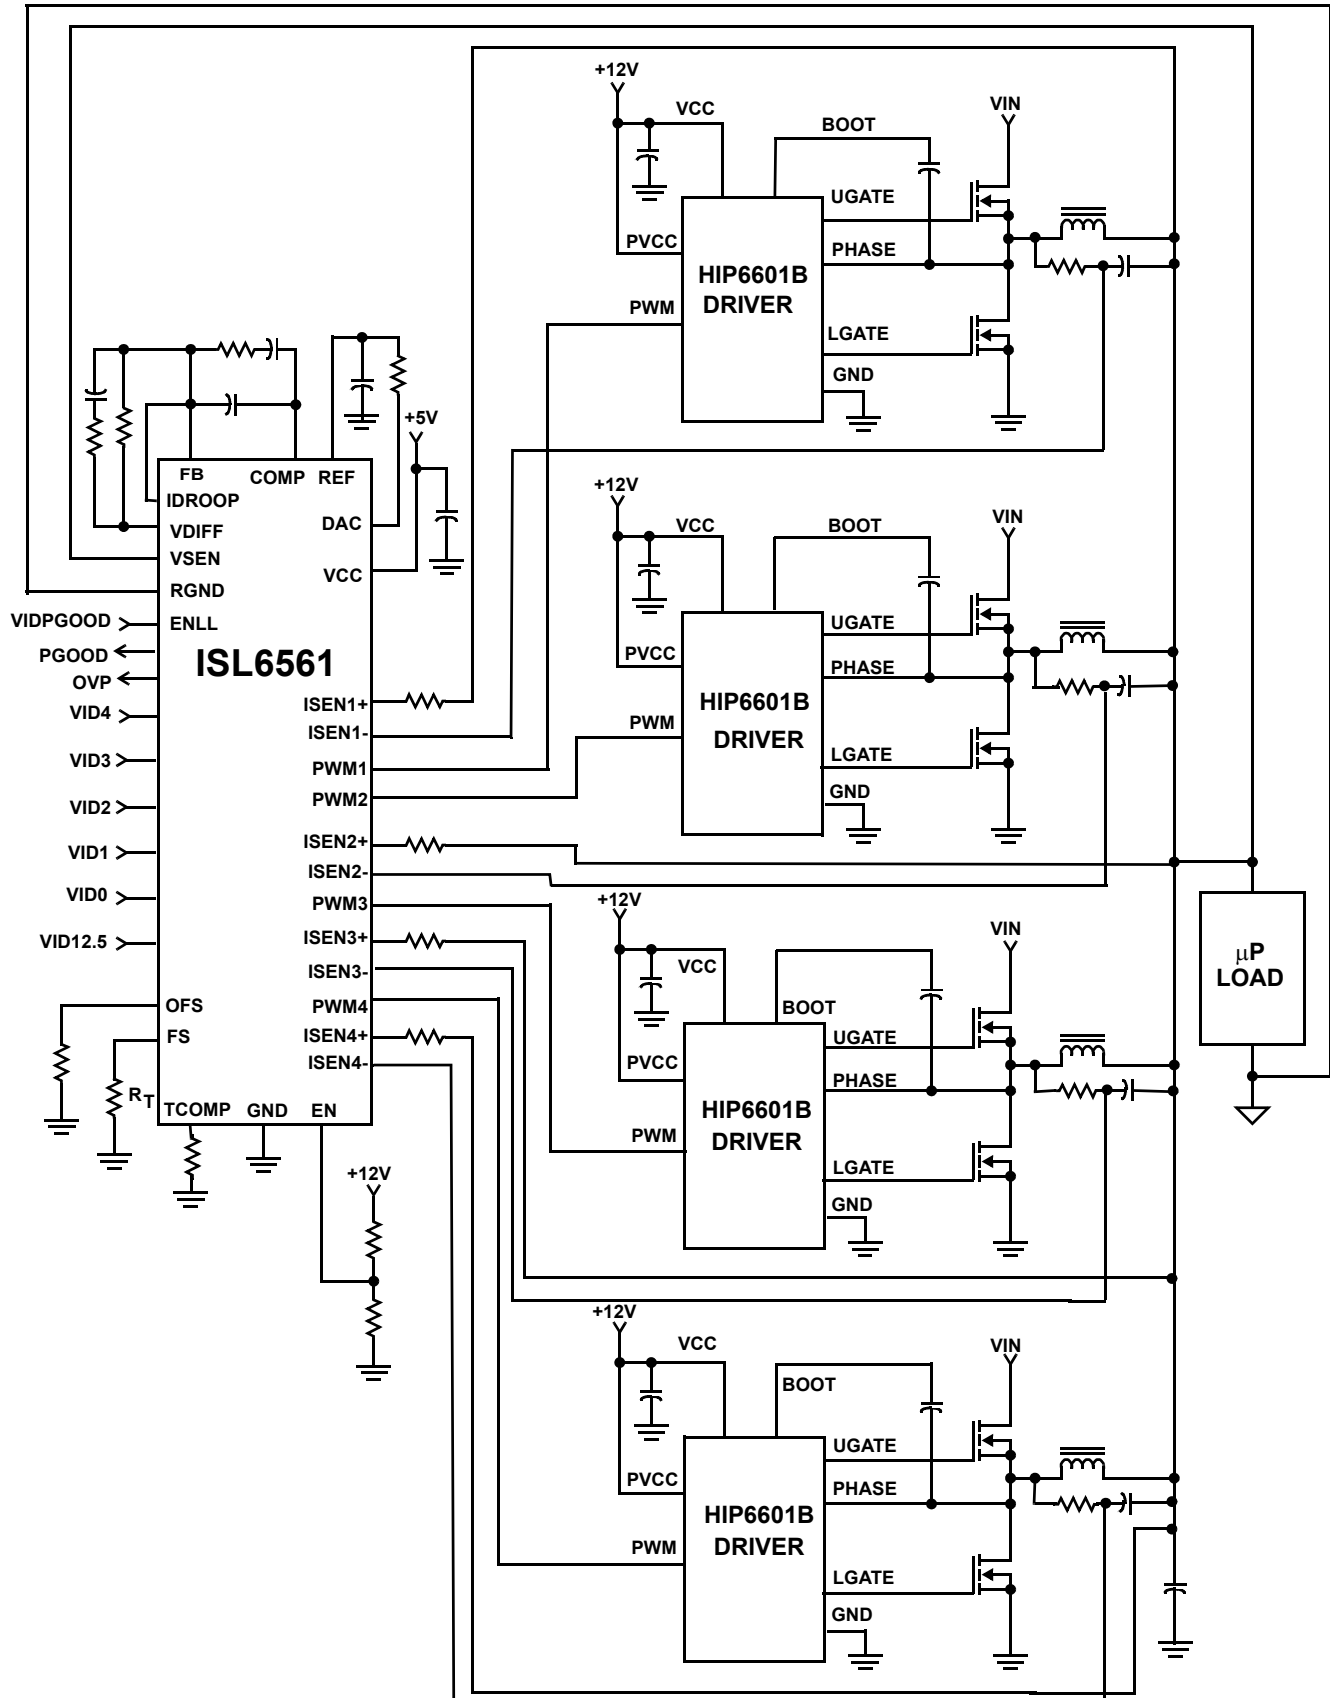 +12V
VCC
BOOT
VIN
UGATE
PVCC
PHASE
HIP6601B
DRIVER
PWM
LGATE
GND
+5V
FB
COMP
REF
IDROOP
VDIFF
DAC
VSEN
VCC
RGND
VIDPGOOD
ENLL
PGOOD
OVP
ISL6561
VID4
ISEN1+
ISEN1-
VID3
PWM1
VID2
PWM2
VID1
ISEN2+
ISEN2-
VID0
PWM3
VID12.5
ISEN3+
ISEN3-
OFS
PWM4
FS
ISEN4+
ISEN4-
RT
TCOMP
GND
EN
+12V
+12V
VCC
BOOT
VIN
UGATE
PVCC
PHASE
HIP6601B
DRIVER
PWM
LGATE
GND
µP
LOAD
+12V
VCC
BOOT
VIN
UGATE
PVCC
PHASE
HIP6601B
DRIVER
PWM
LGATE
GND
+12V
VCC
BOOT
VIN
UGATE
PVCC
PHASE
HIP6601B
DRIVER
PWM
LGATE
GND